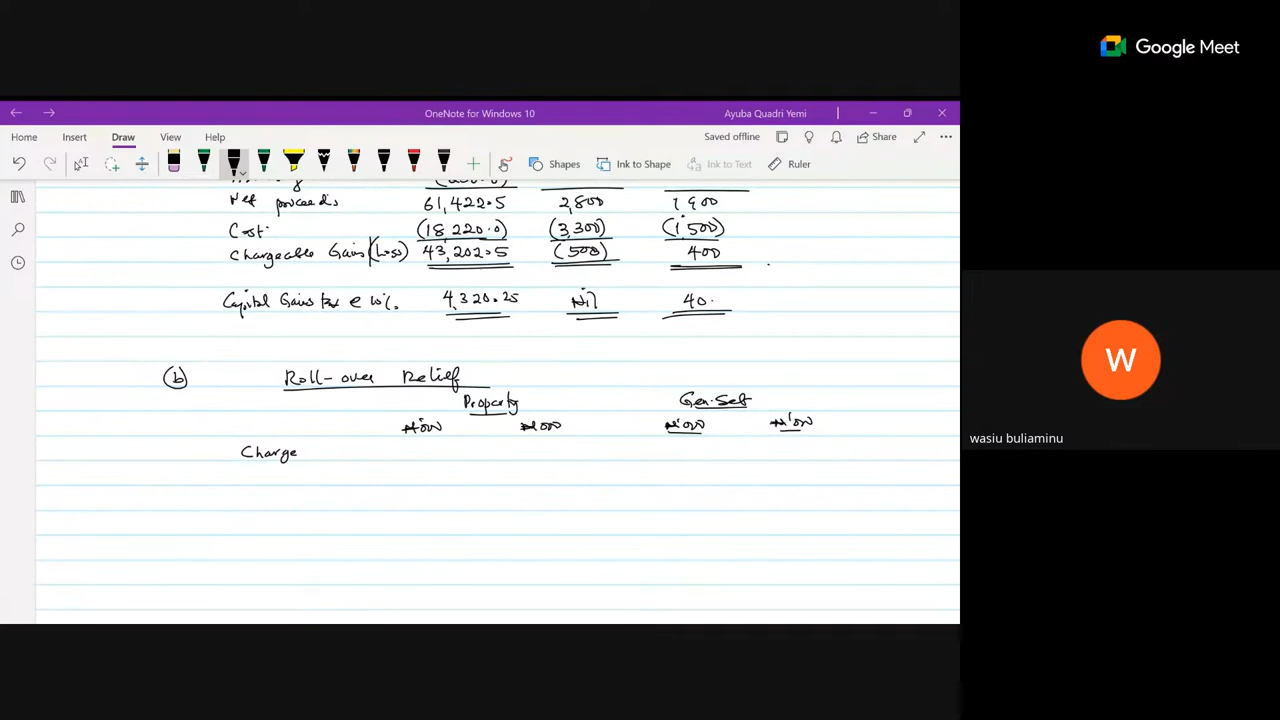 Google Meet
OneNote for Windows 10
Ayuba Quadri Yemi
Home Insert Draw View Help
Saved offline
Share
Shapes
Ink to Shape
Ink to Text
Ruler
Net proceeds 61,422.5 2,800 1,900
Cost (18,220.0) (3,300) (1,500)
Chargeable Gains/(Loss) 43,202.5 (500) 400
Capital Gains tax @ 10%. 4,320.25 Nil 40.
(b) Roll-over Relief
Property Gen-Set
₦'000 ₦'000 ₦'000 ₦'000
Charge
W
wasiu buliaminu